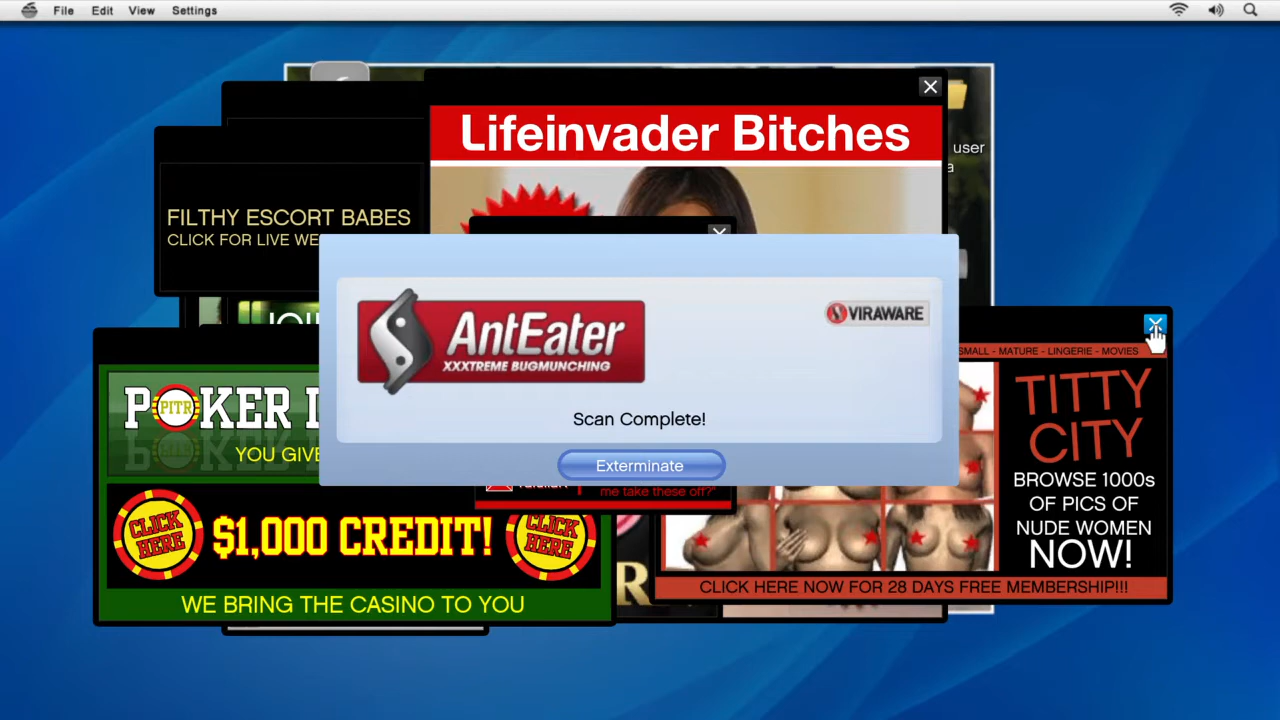 File Edit View Settings
Lifeinvader Bitches
user
a
FILTHY ESCORT BABES
CLICK FOR LIVE WE
AntEater
XXXTREME BUGMUNCHING
VIRAWARE
Scan Complete!
Exterminate
me take these off?"
POKER I
PITR
YOU GIVE
CLICK HERE
$1,000 CREDIT!
CLICK HERE
WE BRING THE CASINO TO YOU
R
SMALL - MATURE - LINGERIE - MOVIES
TITTY
CITY
BROWSE 1000s
OF PICS OF
NUDE WOMEN
NOW!
CLICK HERE NOW FOR 28 DAYS FREE MEMBERSHIP!!!